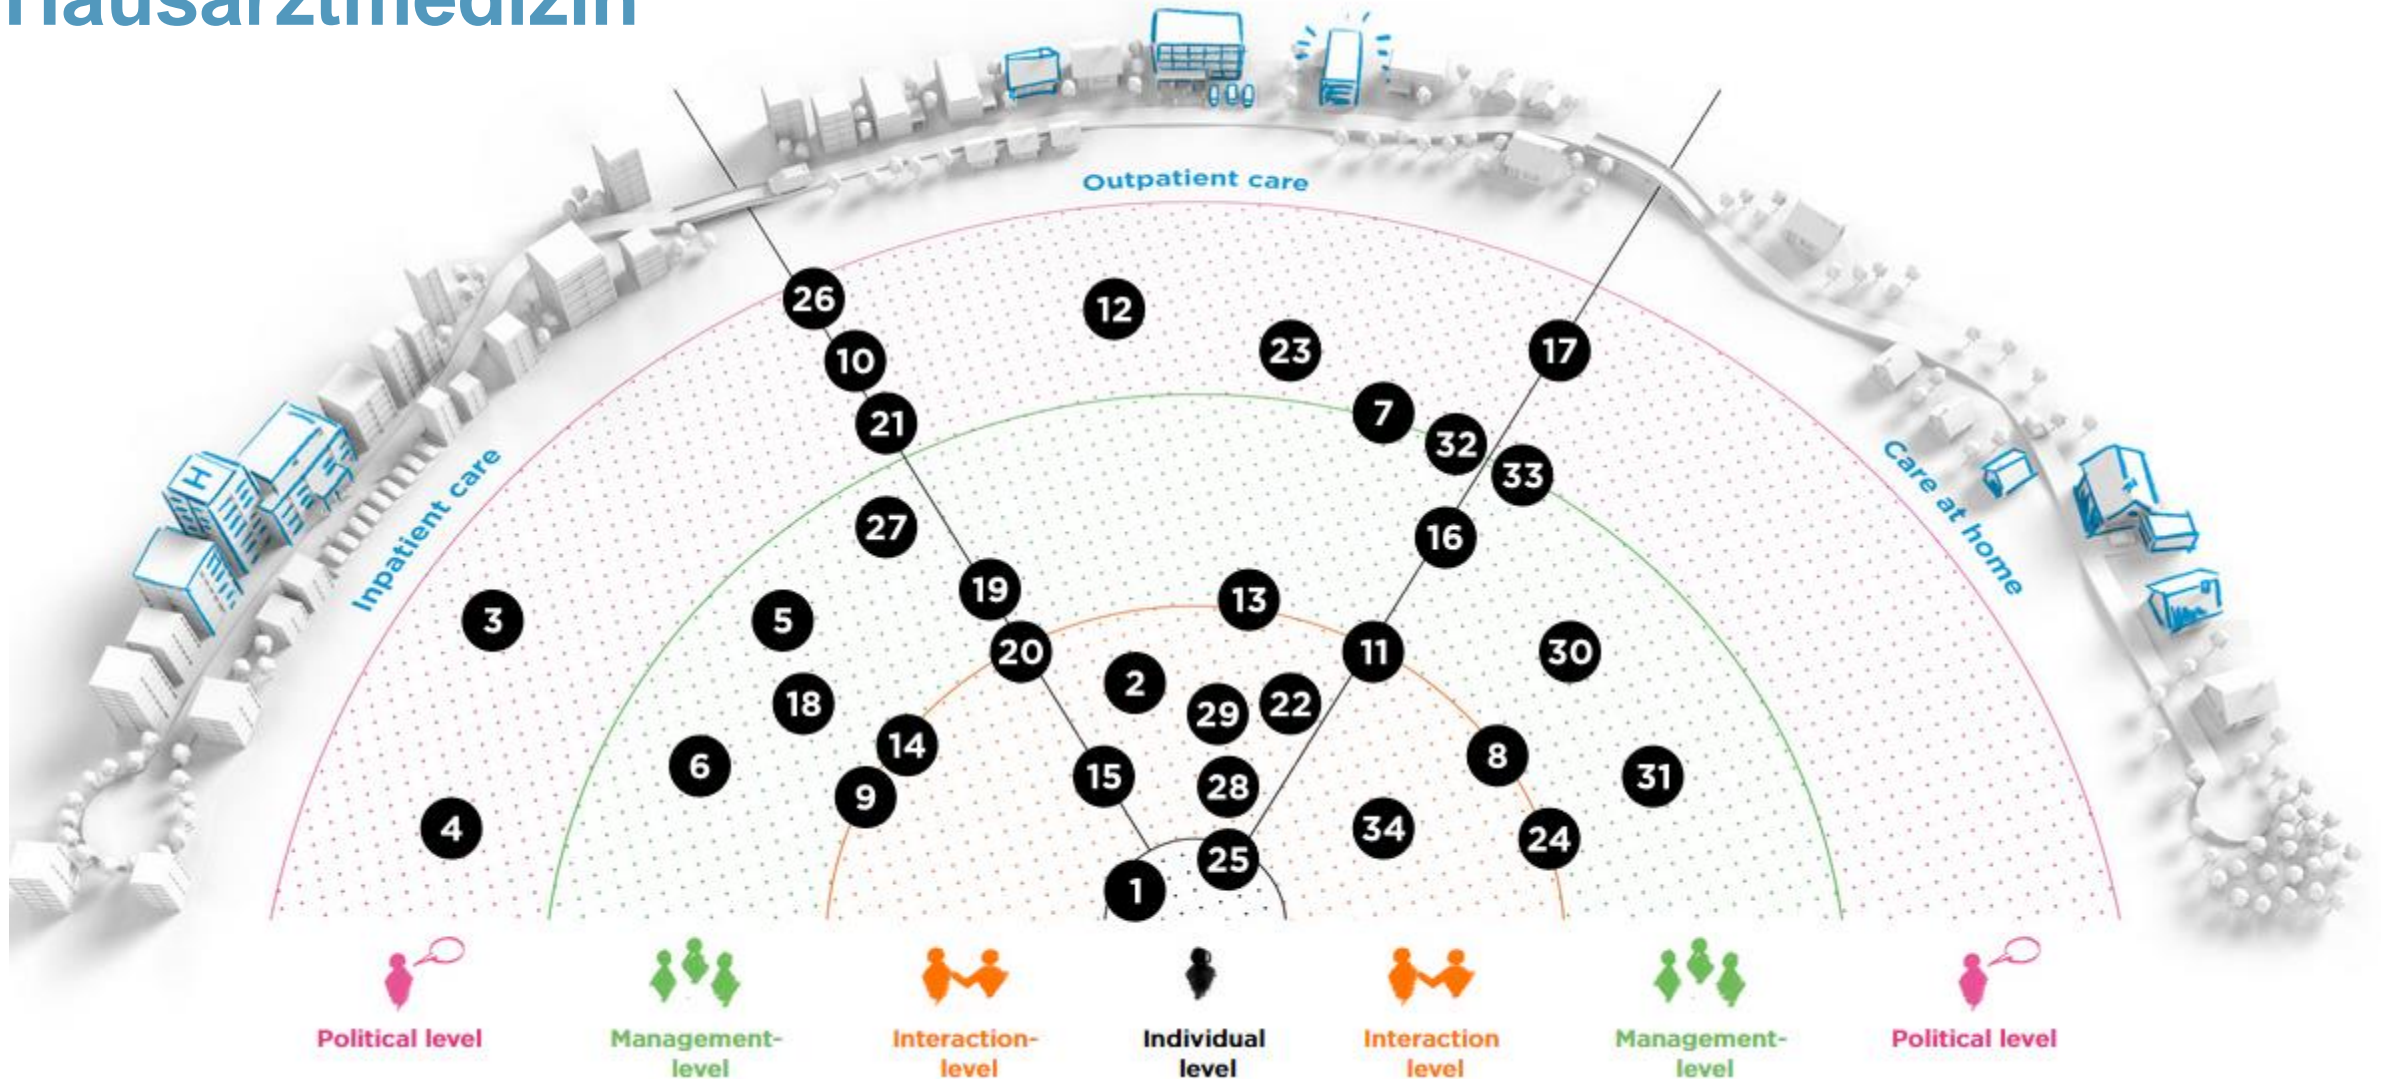 Hausarztmedizin
Outpatient care
Inpatient care
Care at home
H
26
12
10
23
17
21
7
32
33
27
16
19
13
3
5
20
11
30
2
18
22
29
14
8
6
15
31
28
9
4
34
24
25
1
Political level
Management-
level
Interaction-
level
Individual
level
Interaction
level
Management-
level
Political level